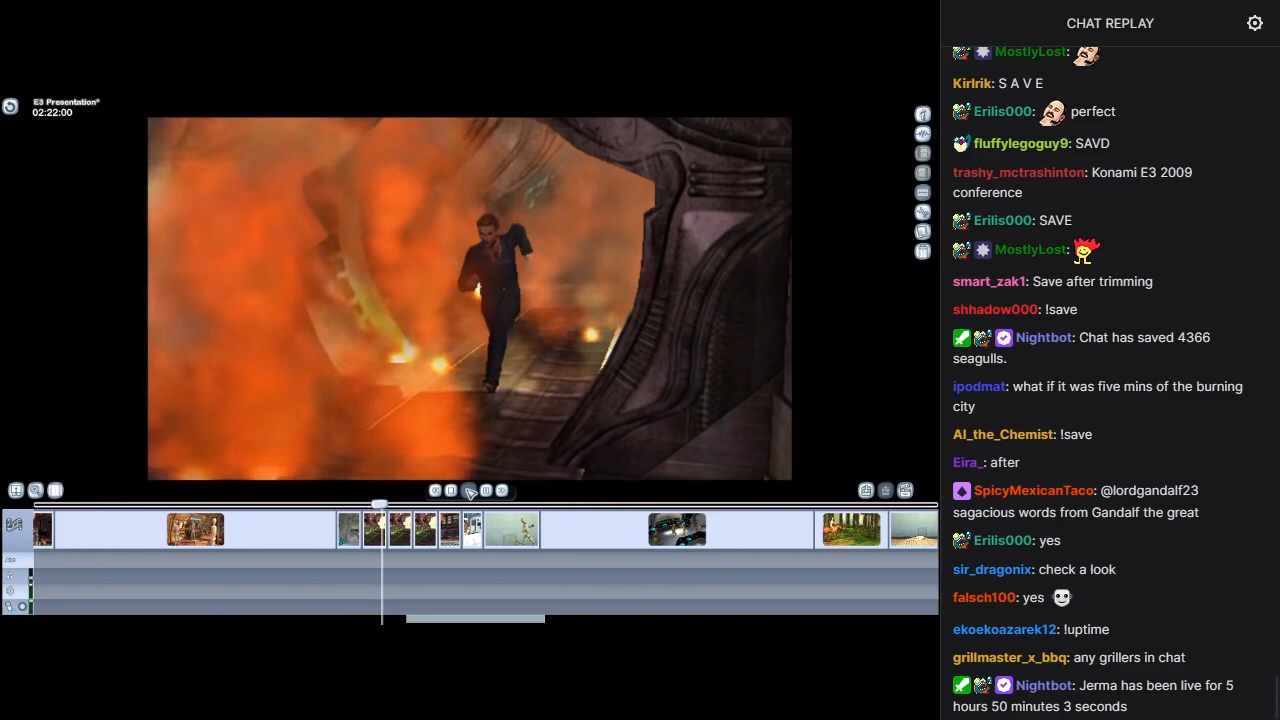 CHAT REPLAY
E3 Presentation*
02:22:00
MostlyLost:
Kirlrik: S A V E
Erilis000: perfect
fluffylegoguy9: SAVD
trashy_mctrashinton: Konami E3 2009
conference
Erilis000: SAVE
MostlyLost:
smart_zak1: Save after trimming
shhadow000: !save
Nightbot: Chat has saved 4366
seagulls.
ipodmat: what if it was five mins of the burning
city
AI_the_Chemist: !save
Eira_: after
SpicyMexicanTaco: @lordgandalf23
sagacious words from Gandalf the great
Erilis000: yes
sir_dragonix: check a look
falsch100: yes
ekoekoazarek12: !uptime
grillmaster_x_bbq: any grillers in chat
Nightbot: Jerma has been live for 5
hours 50 minutes 3 seconds